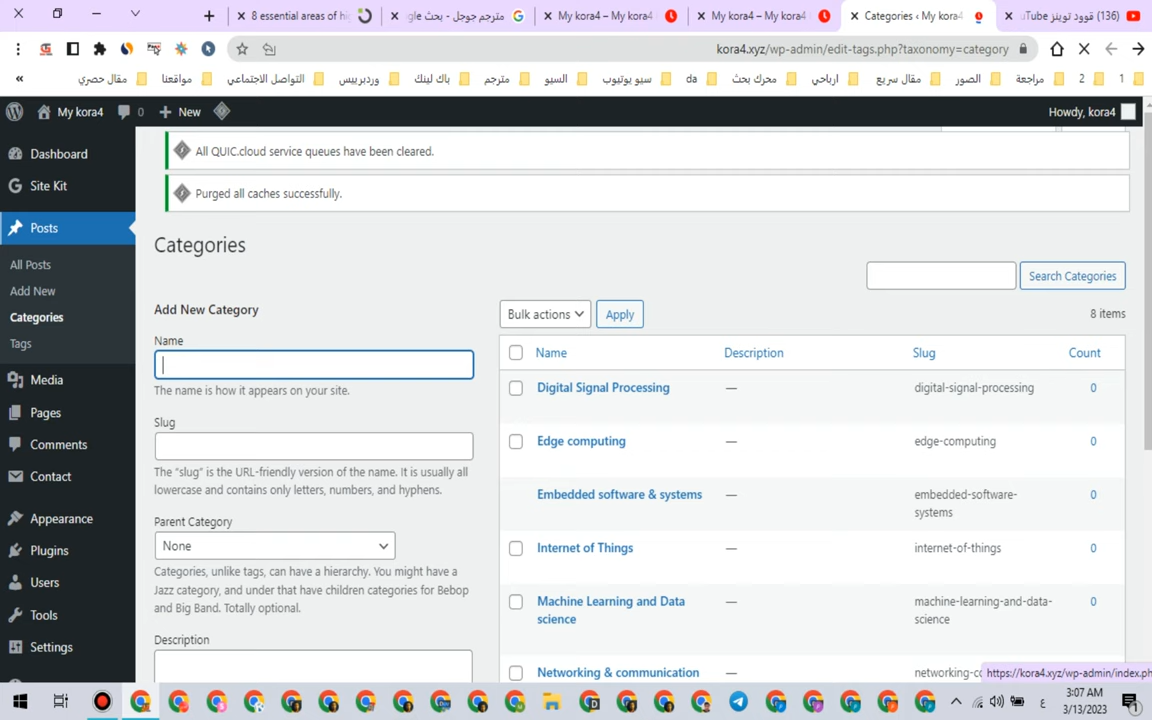 8 essential areas of hi
مترجم جوجل - بحث gle
My kora4 – My kora4
My kora4 – My kora4
Categories ‹ My kora4
(136) قوود توينز uTube
kora4.xyz/wp-admin/edit-tags.php?taxonomy=category
« مقال حصري مواقعنا التواصل الاجتماعي وردبريس باك لينك مترجم السيو سيو يوتيوب da محرك بحث ارباحي مقال سريع الصور مراجعة 2 1
My kora4 0 New Howdy, kora4
Dashboard
Site Kit
Posts
All Posts
Add New
Categories
Tags
Media
Pages
Comments
Contact
Appearance
Plugins
Users
Tools
Settings
All QUIC.cloud service queues have been cleared.
Purged all caches successfully.
Categories
Search Categories
Add New Category
Name
The name is how it appears on your site.
Slug
The “slug” is the URL-friendly version of the name. It is usually all
lowercase and contains only letters, numbers, and hyphens.
Parent Category
None
Categories, unlike tags, can have a hierarchy. You might have a
Jazz category, and under that have children categories for Bebop
and Big Band. Totally optional.
Description
Bulk actions Apply 8 items
Name Description Slug Count
Digital Signal Processing — digital-signal-processing 0
Edge computing — edge-computing 0
Embedded software & systems — embedded-software-
systems 0
Internet of Things — internet-of-things 0
Machine Learning and Data
science — machine-learning-and-data-
science 0
Networking & communication — networking-c
https://kora4.xyz/wp-admin/index.ph
3:07 AM
3/13/2023
ع
1